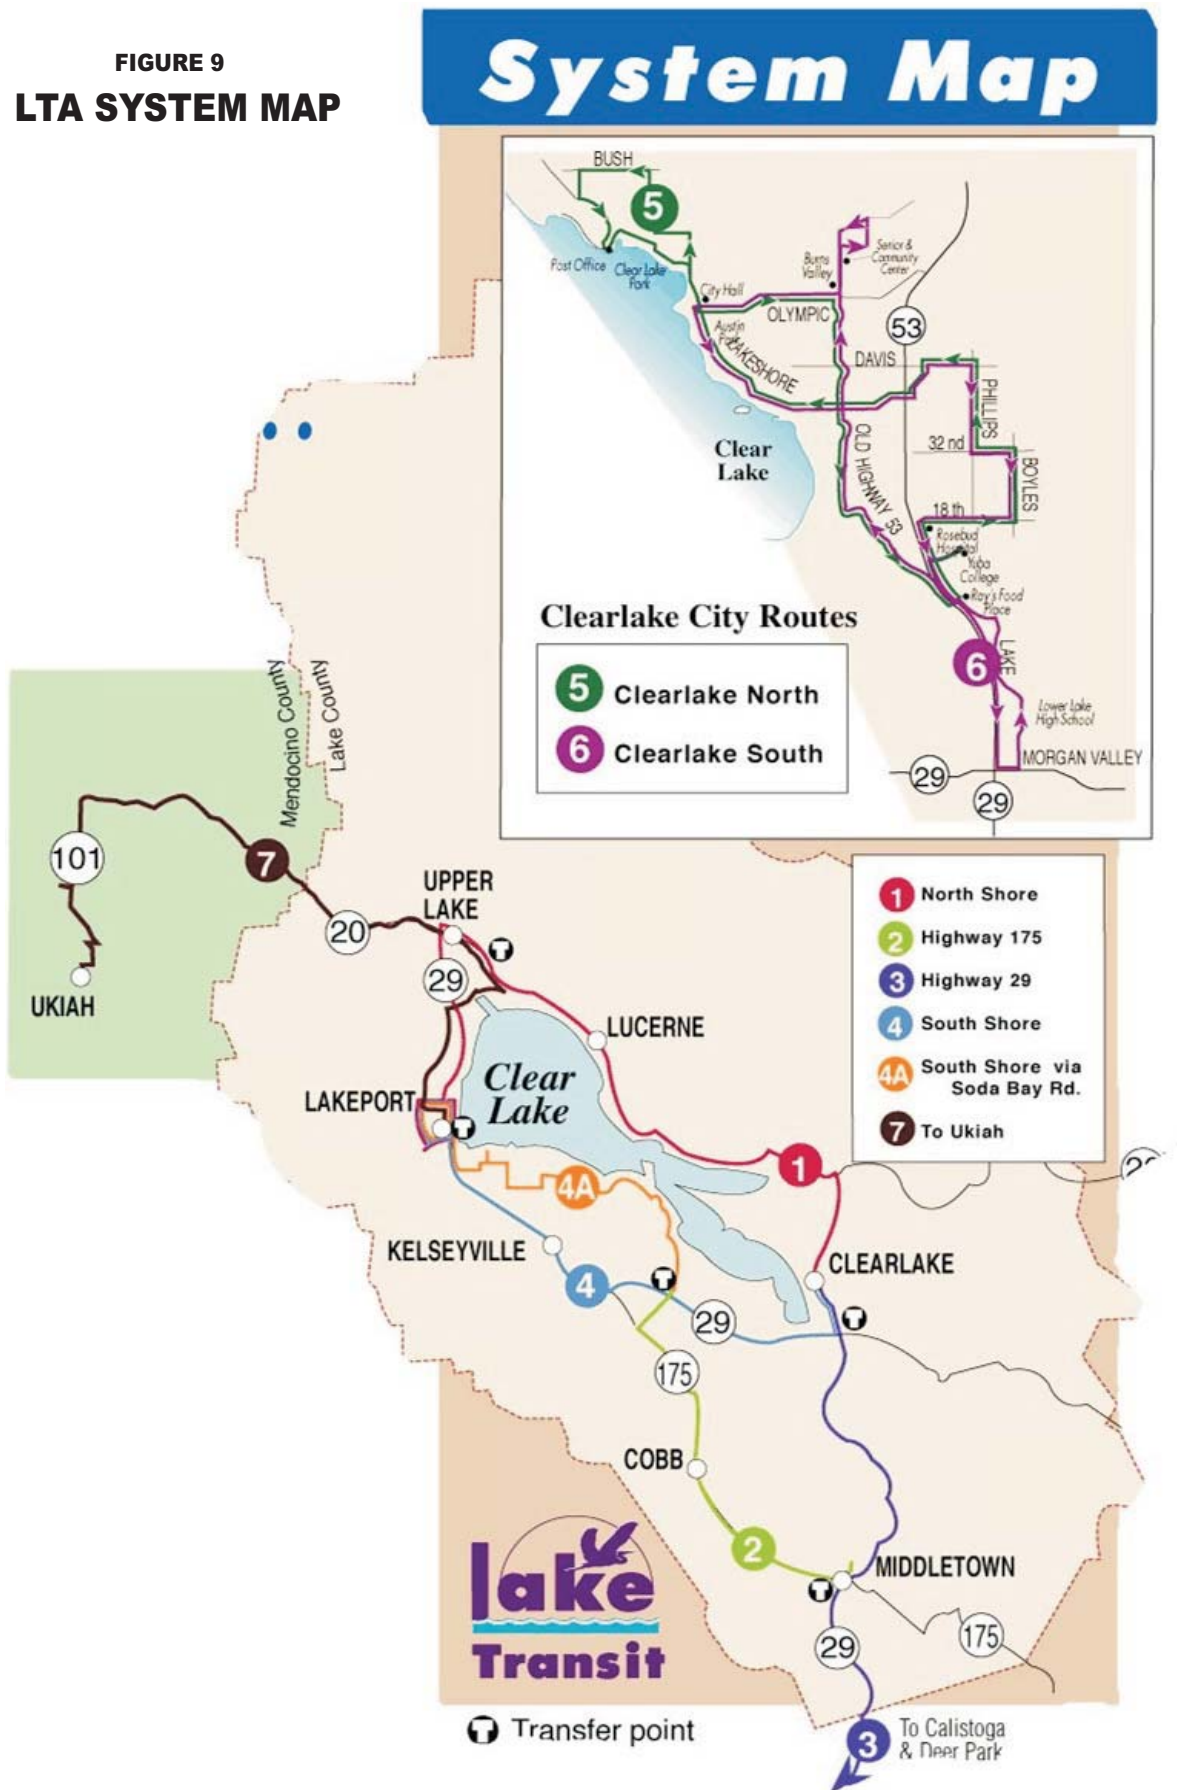 FIGURE 9
LTA SYSTEM MAP
System Map
BUSH
5
Post Office
Clear Lake
Park
City Hall
Burns
Valley
Senior &
Community
Center
OLYMPIC
53
Austin
LAKESHORE
DAVIS
PHILLIPS
32 nd
BOYLES
OLD HIGHWAY 53
18 th
Rosebud
Hospital
Yuba
College
Ray's Food
Place
Clear
Lake
6
LAKE
Lower Lake
High School
MORGAN VALLEY
29
29
Clearlake City Routes
5 Clearlake North
6 Clearlake South
Mendocino County
Lake County
101
7
20
UKIAH
UPPER
LAKE
T
29
LUCERNE
Clear
Lake
LAKEPORT
T
1 North Shore
2 Highway 175
3 Highway 29
4 South Shore
4A South Shore via
Soda Bay Rd.
7 To Ukiah
1
4A
KELSEYVILLE
4
T
CLEARLAKE
T
29
175
COBB
2
MIDDLETOWN
T
29
175
lake
Transit
T Transfer point
3
To Calistoga
& Deer Park